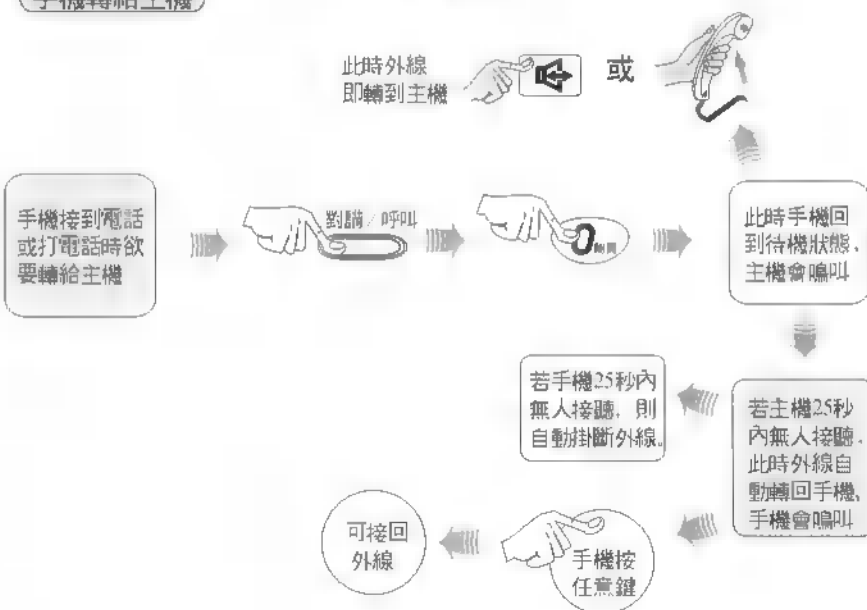 手機轉給主機
此時外線
即轉到主機
或
手機接到電話
或打電話時欲
要轉給主機
對講/呼叫
0
此時手機回
到待機狀態,
主機會鳴叫
若手機25秒內
無人接聽,則
自動掛斷外線。
若主機25秒
內無人接聽,
此時外線自
動轉回手機,
手機會鳴叫
可接回
外線
手機按
任意鍵